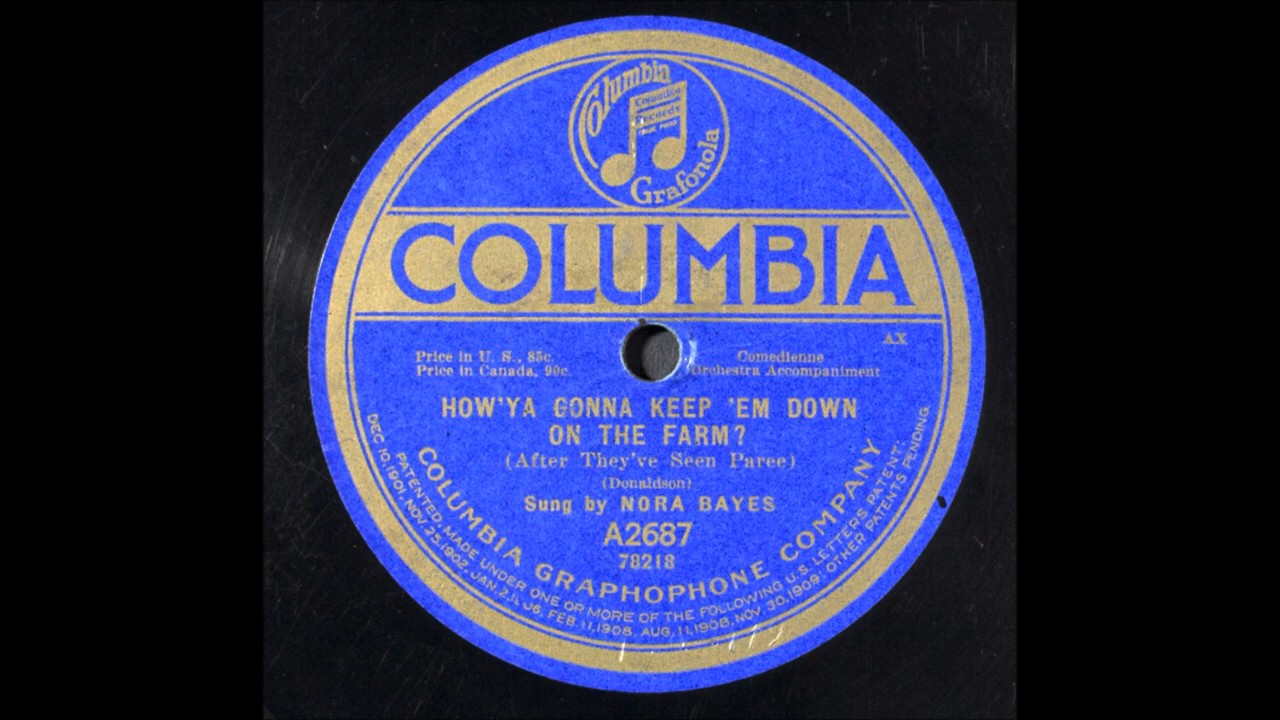 Columbia
Columbia
Records
Grafonola
COLUMBIA
AX
Price in U. S., 85c.
Price in Canada, 90c.
Comedienne
Orchestra Accompaniment
HOW'YA GONNA KEEP 'EM DOWN
ON THE FARM?
(After They've Seen Paree)
(Donaldson)
Sung by NORA BAYES
A2687
78218
COLUMBIA GRAPHOPHONE COMPANY
PATENTED, MADE UNDER ONE OR MORE OF THE FOLLOWING U.S. LETTERS PATENT:
DEC 10, 1901, NOV. 25, 1902, JAN. 2, 11, 06, FEB. 11, 1908, AUG. 11, 1908, NOV. 30, 1909: OTHER PATENTS PENDING